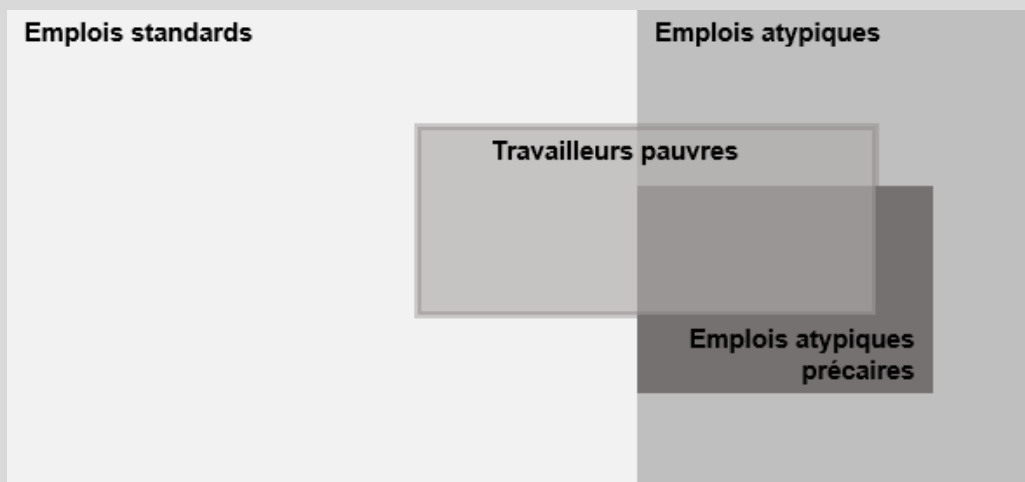 Emplois standards
Emplois atypiques
Travailleurs pauvres
Emplois atypiques
précaires